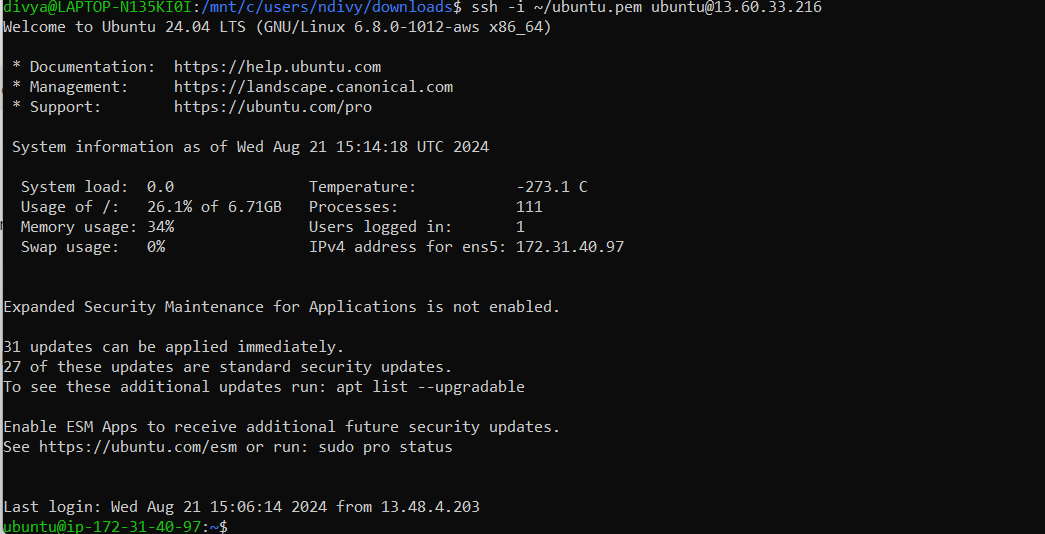 divya@LAPTOP-N135KI0I:/mnt/c/users/ndivy/downloads$ ssh -i ~/ubuntu.pem ubuntu@13.60.33.216
Welcome to Ubuntu 24.04 LTS (GNU/Linux 6.8.0-1012-aws x86_64)

 * Documentation:  https://help.ubuntu.com
 * Management:     https://landscape.canonical.com
 * Support:        https://ubuntu.com/pro

 System information as of Wed Aug 21 15:14:18 UTC 2024

  System load:  0.0               Temperature:           -273.1 C
  Usage of /:   26.1% of 6.71GB   Processes:             111
  Memory usage: 34%               Users logged in:       1
  Swap usage:   0%                IPv4 address for ens5: 172.31.40.97

Expanded Security Maintenance for Applications is not enabled.

31 updates can be applied immediately.
27 of these updates are standard security updates.
To see these additional updates run: apt list --upgradable

Enable ESM Apps to receive additional future security updates.
See https://ubuntu.com/esm or run: sudo pro status

Last login: Wed Aug 21 15:06:14 2024 from 13.48.4.203
ubuntu@ip-172-31-40-97:~$